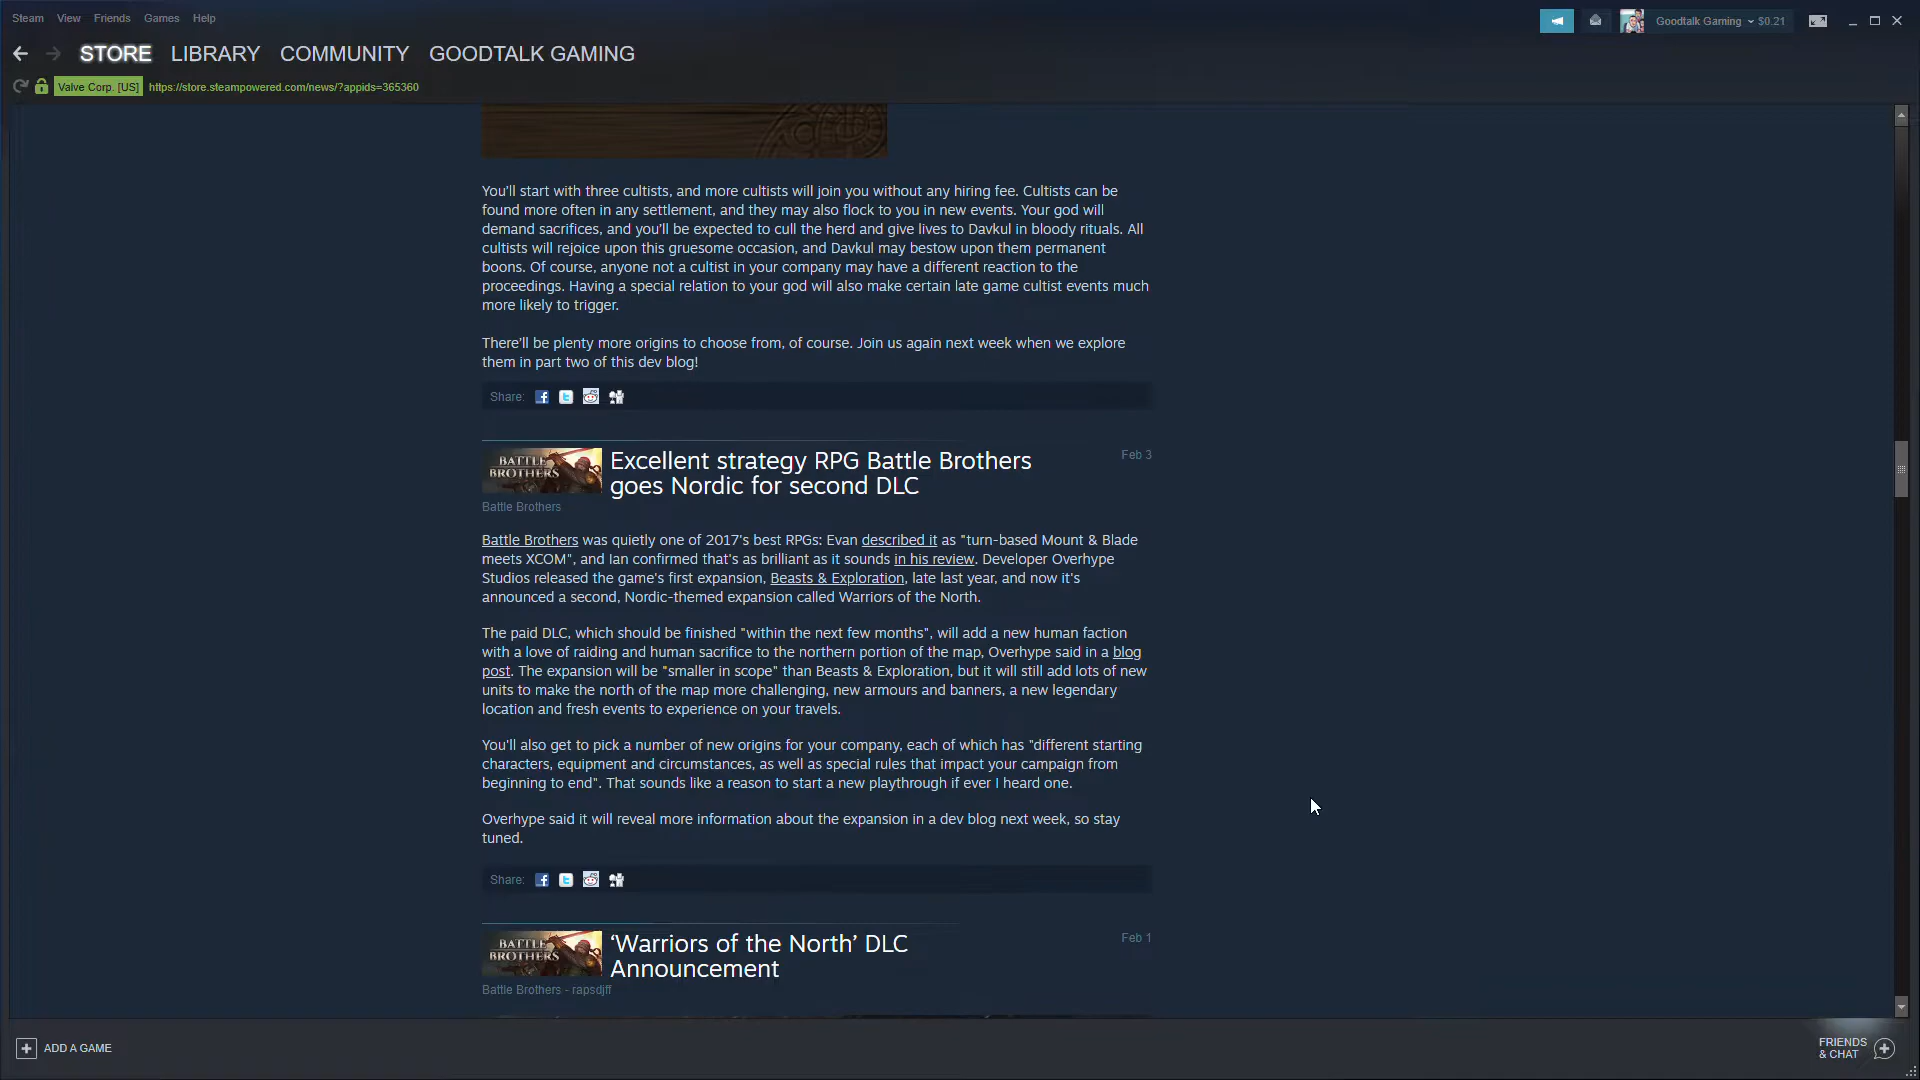 Steam View Friends Games Help
Goodtalk Gaming $0.21
STORE LIBRARY COMMUNITY GOODTALK GAMING
Valve Corp. [US] https://store.steampowered.com/news/?appids=365360
You'll start with three cultists, and more cultists will join you without any hiring fee. Cultists can be
found more often in any settlement, and they may also flock to you in new events. Your god will
demand sacrifices, and you'll be expected to cull the herd and give lives to Davkul in bloody rituals. All
cultists will rejoice upon this gruesome occasion, and Davkul may bestow upon them permanent
boons. Of course, anyone not a cultist in your company may have a different reaction to the
proceedings. Having a special relation to your god will also make certain late game cultist events much
more likely to trigger.
There'll be plenty more origins to choose from, of course. Join us again next week when we explore
them in part two of this dev blog!
Share:
BATTLE BROTHERS
Excellent strategy RPG Battle Brothers
goes Nordic for second DLC
Feb 3
Battle Brothers
Battle Brothers was quietly one of 2017's best RPGs: Evan described it as "turn-based Mount & Blade
meets XCOM", and Ian confirmed that's as brilliant as it sounds in his review. Developer Overhype
Studios released the game's first expansion, Beasts & Exploration, late last year, and now it's
announced a second, Nordic-themed expansion called Warriors of the North.
The paid DLC, which should be finished "within the next few months", will add a new human faction
with a love of raiding and human sacrifice to the northern portion of the map, Overhype said in a blog
post. The expansion will be "smaller in scope" than Beasts & Exploration, but it will still add lots of new
units to make the north of the map more challenging, new armours and banners, a new legendary
location and fresh events to experience on your travels.
You'll also get to pick a number of new origins for your company, each of which has "different starting
characters, equipment and circumstances, as well as special rules that impact your campaign from
beginning to end". That sounds like a reason to start a new playthrough if ever I heard one.
Overhype said it will reveal more information about the expansion in a dev blog next week, so stay
tuned.
Share:
BATTLE BROTHERS
‘Warriors of the North’ DLC
Announcement
Feb 1
Battle Brothers - rapsdjff
ADD A GAME
FRIENDS
& CHAT